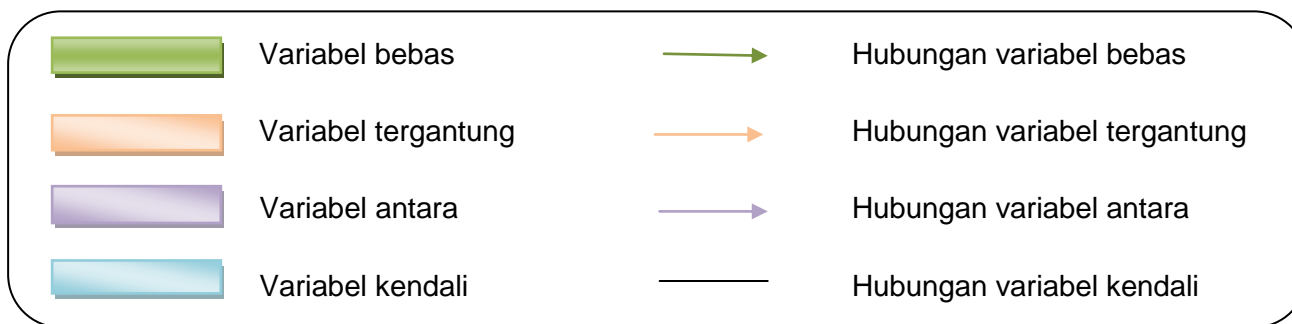 Variabel bebas Hubungan variabel bebas
Variabel tergantung Hubungan variabel tergantung
Variabel antara Hubungan variabel antara
Variabel kendali Hubungan variabel kendali